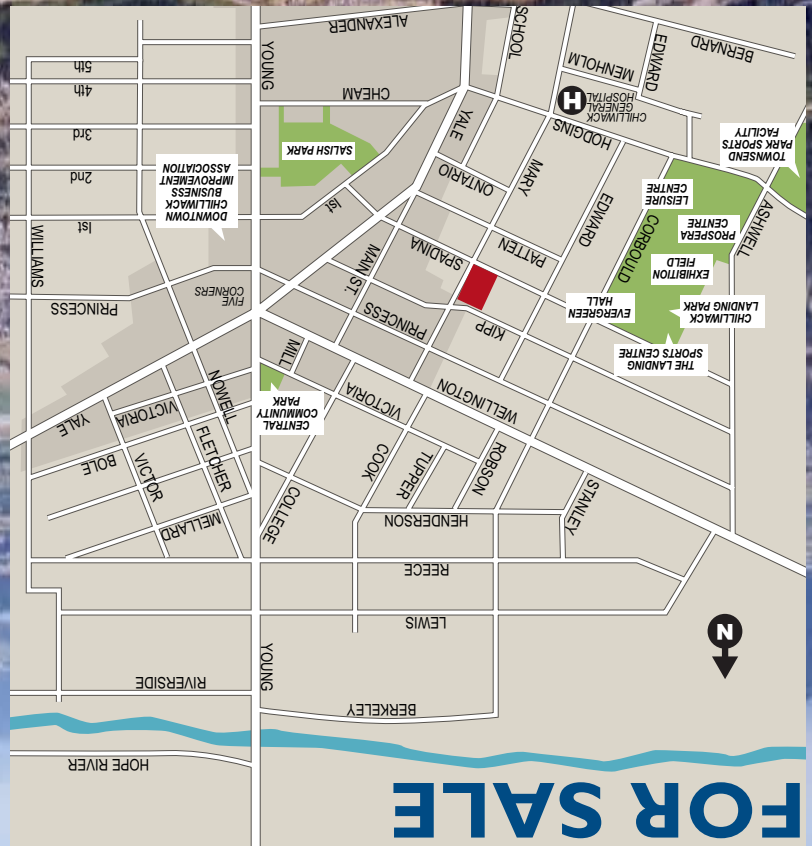 FOR SALE
HOPE RIVER
BERKELEY
RIVERSIDE
YOUNG
N
LEWIS
REECE
HENDERSON
STANLEY
COLLEGE
MELLARD
ROBSON
TUPPER
COOK
VICTOR
FLETCHER
BOLE
WELLINGTON
VICTORIA
CENTRAL
COMMUNITY
PARK
NOWELL
VICTORIA
YALE
THE LANDING
SPORTS CENTRE
MILL
KIPP
PRINCESS
CHILLIWACK
LANDING PARK
EVERGREEN
HALL
PRINCESS
FIVE
CORNERS
EXHIBITION
FIELD
SPADINA
PATTEN
MAIN ST.
WILLIAMS
PROSPERA
CENTRE
CORBOULD
EDWARD
ASHWELL
LEISURE
CENTRE
MARY
ONTARIO
1st
1st
DOWNTOWN
CHILLIWACK
BUSINESS
IMPROVEMENT
ASSOCIATION
2nd
TOWNSEND
PARK SPORTS
FACILITY
HODGINS
YALE
SALISH PARK
3rd
CHILLIWACK
GENERAL
HOSPITAL
H
CHEAM
4th
5th
BERNARD
EDWARD
MENHOLM
SCHOOL
YOUNG
ALEXANDER